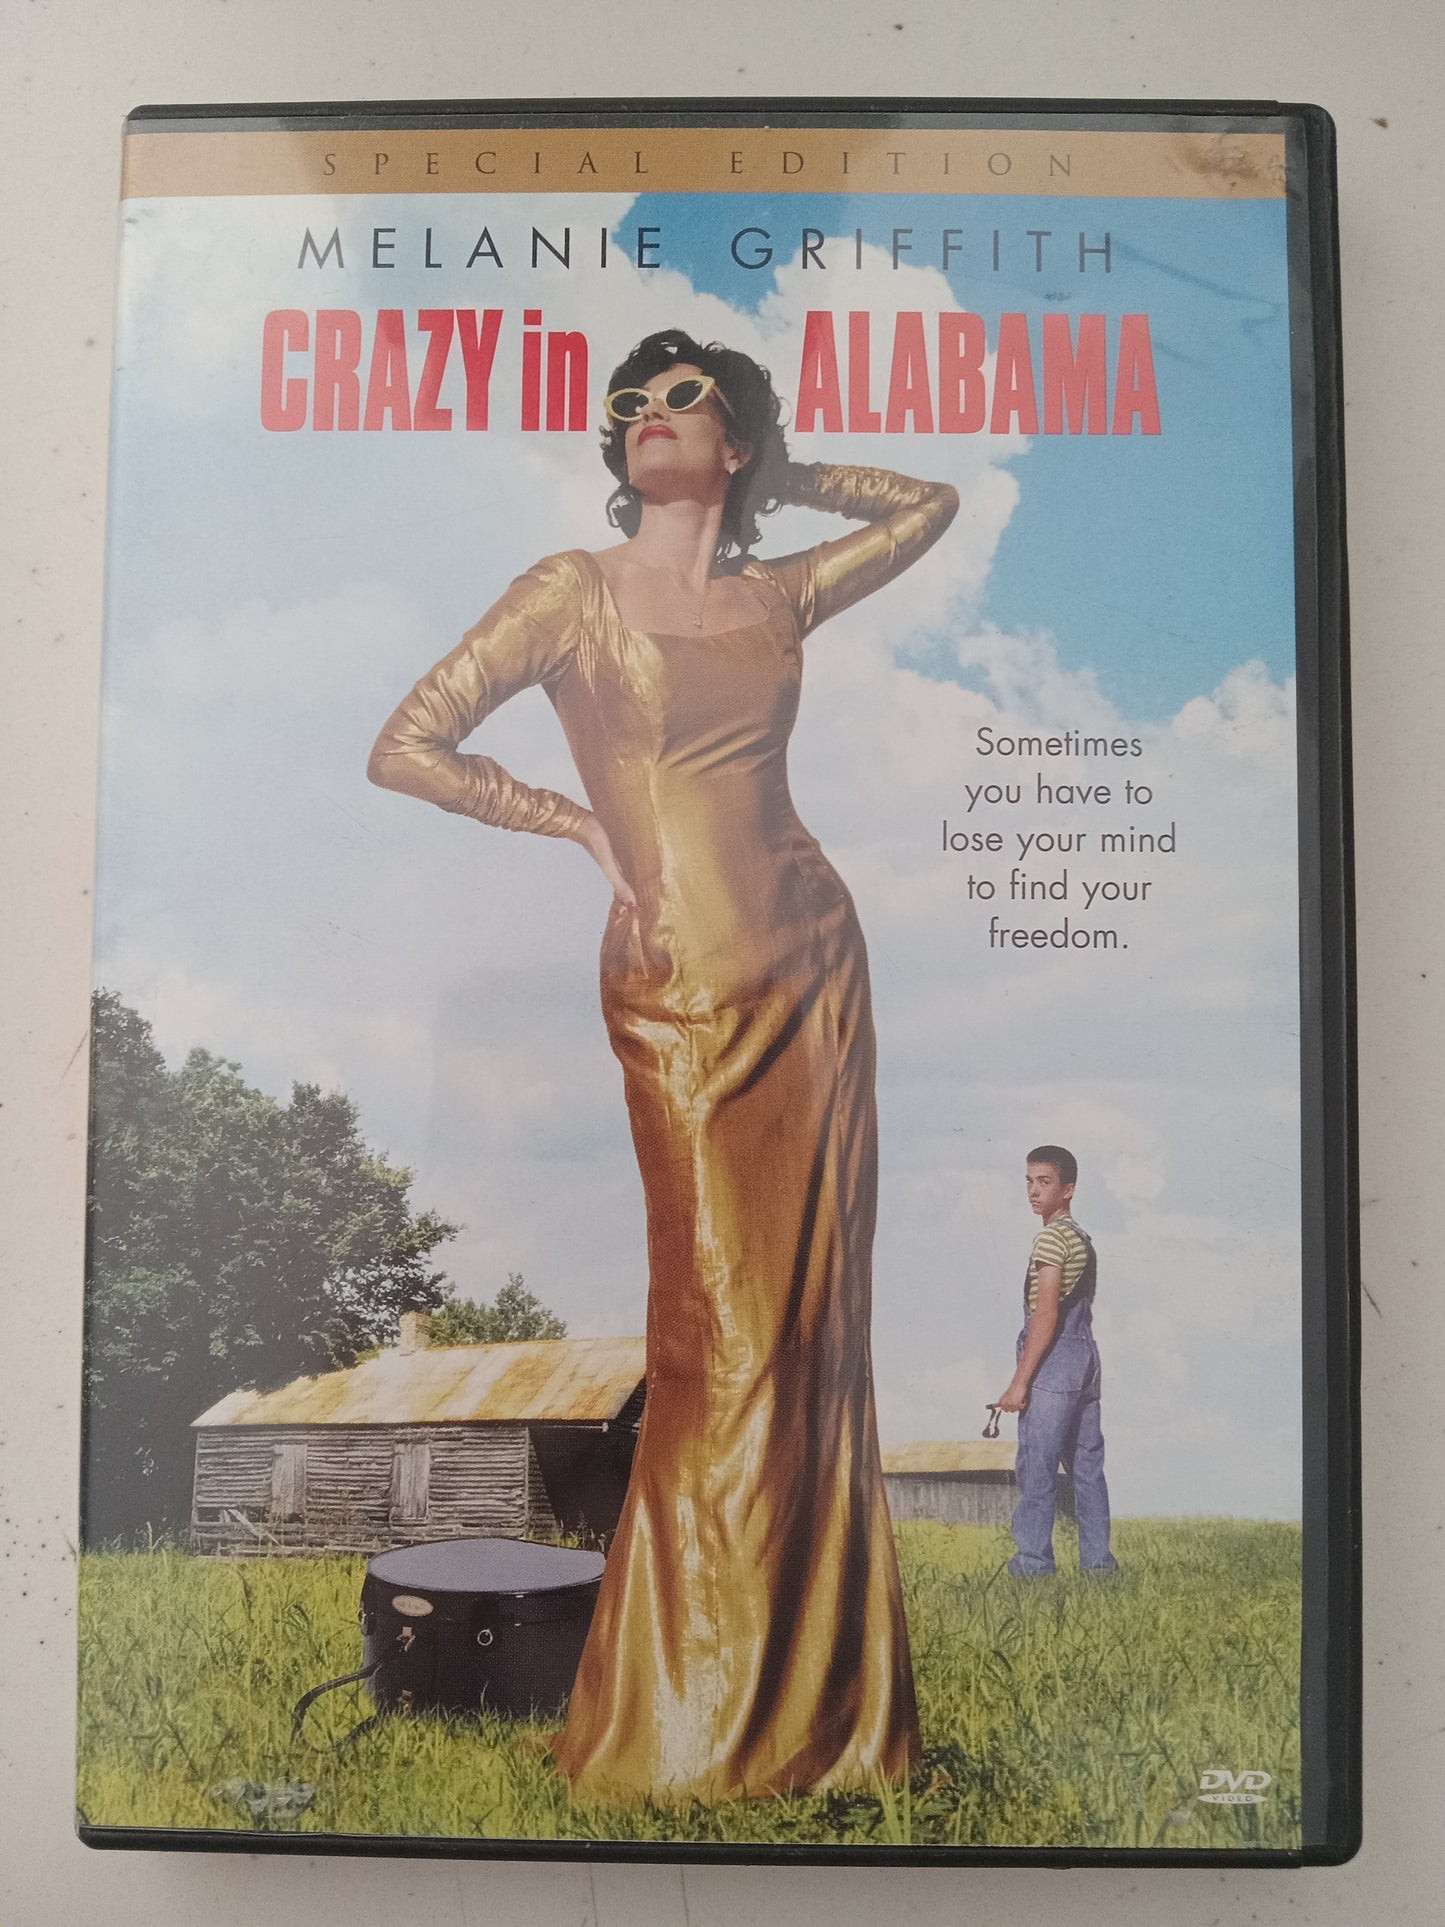 SPECIAL EDITION
MELANIE GRIFFITH
CRAZY in ALABAMA
Sometimes
you have to
lose your mind
to find your
freedom.
DVD
VIDEO